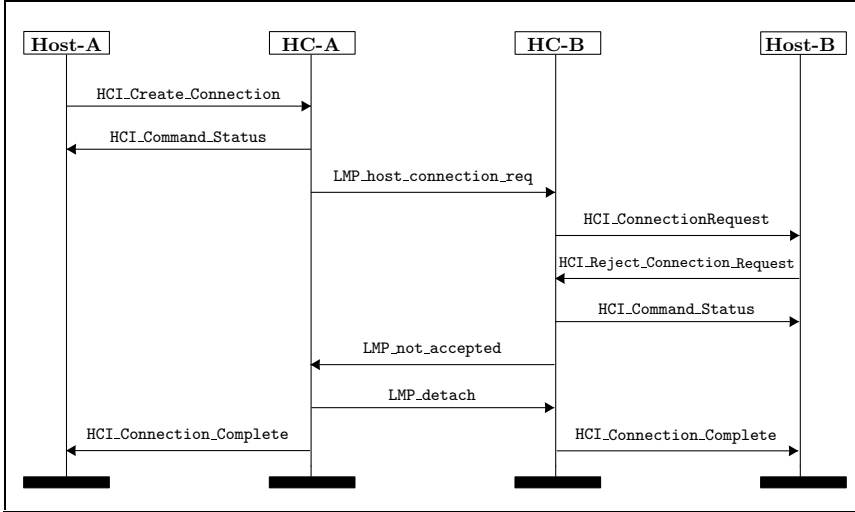 Host-A HC-A HC-B Host-B
HCI_Create_Connection
HCI_Command_Status
LMP_host_connection_req
HCI_ConnectionRequest
HCI_Reject_Connection_Request
HCI_Command_Status
LMP_not_accepted
LMP_detach
HCI_Connection_Complete HCI_Connection_Complete